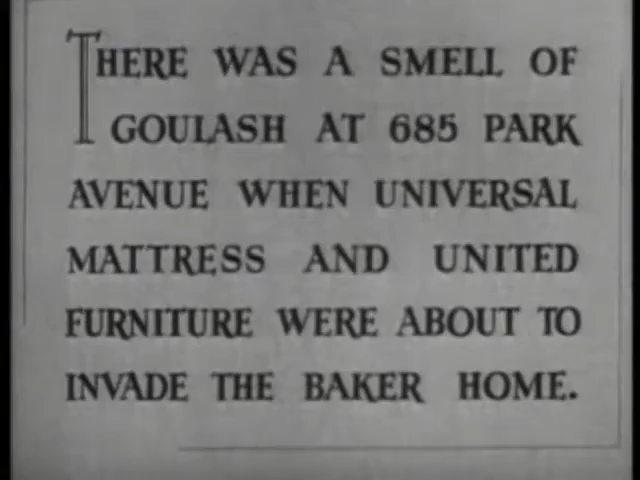 THERE WAS A SMELL OF
GOULASH AT 685 PARK
AVENUE WHEN UNIVERSAL
MATTRESS AND UNITED
FURNITURE WERE ABOUT TO
INVADE THE BAKER HOME.